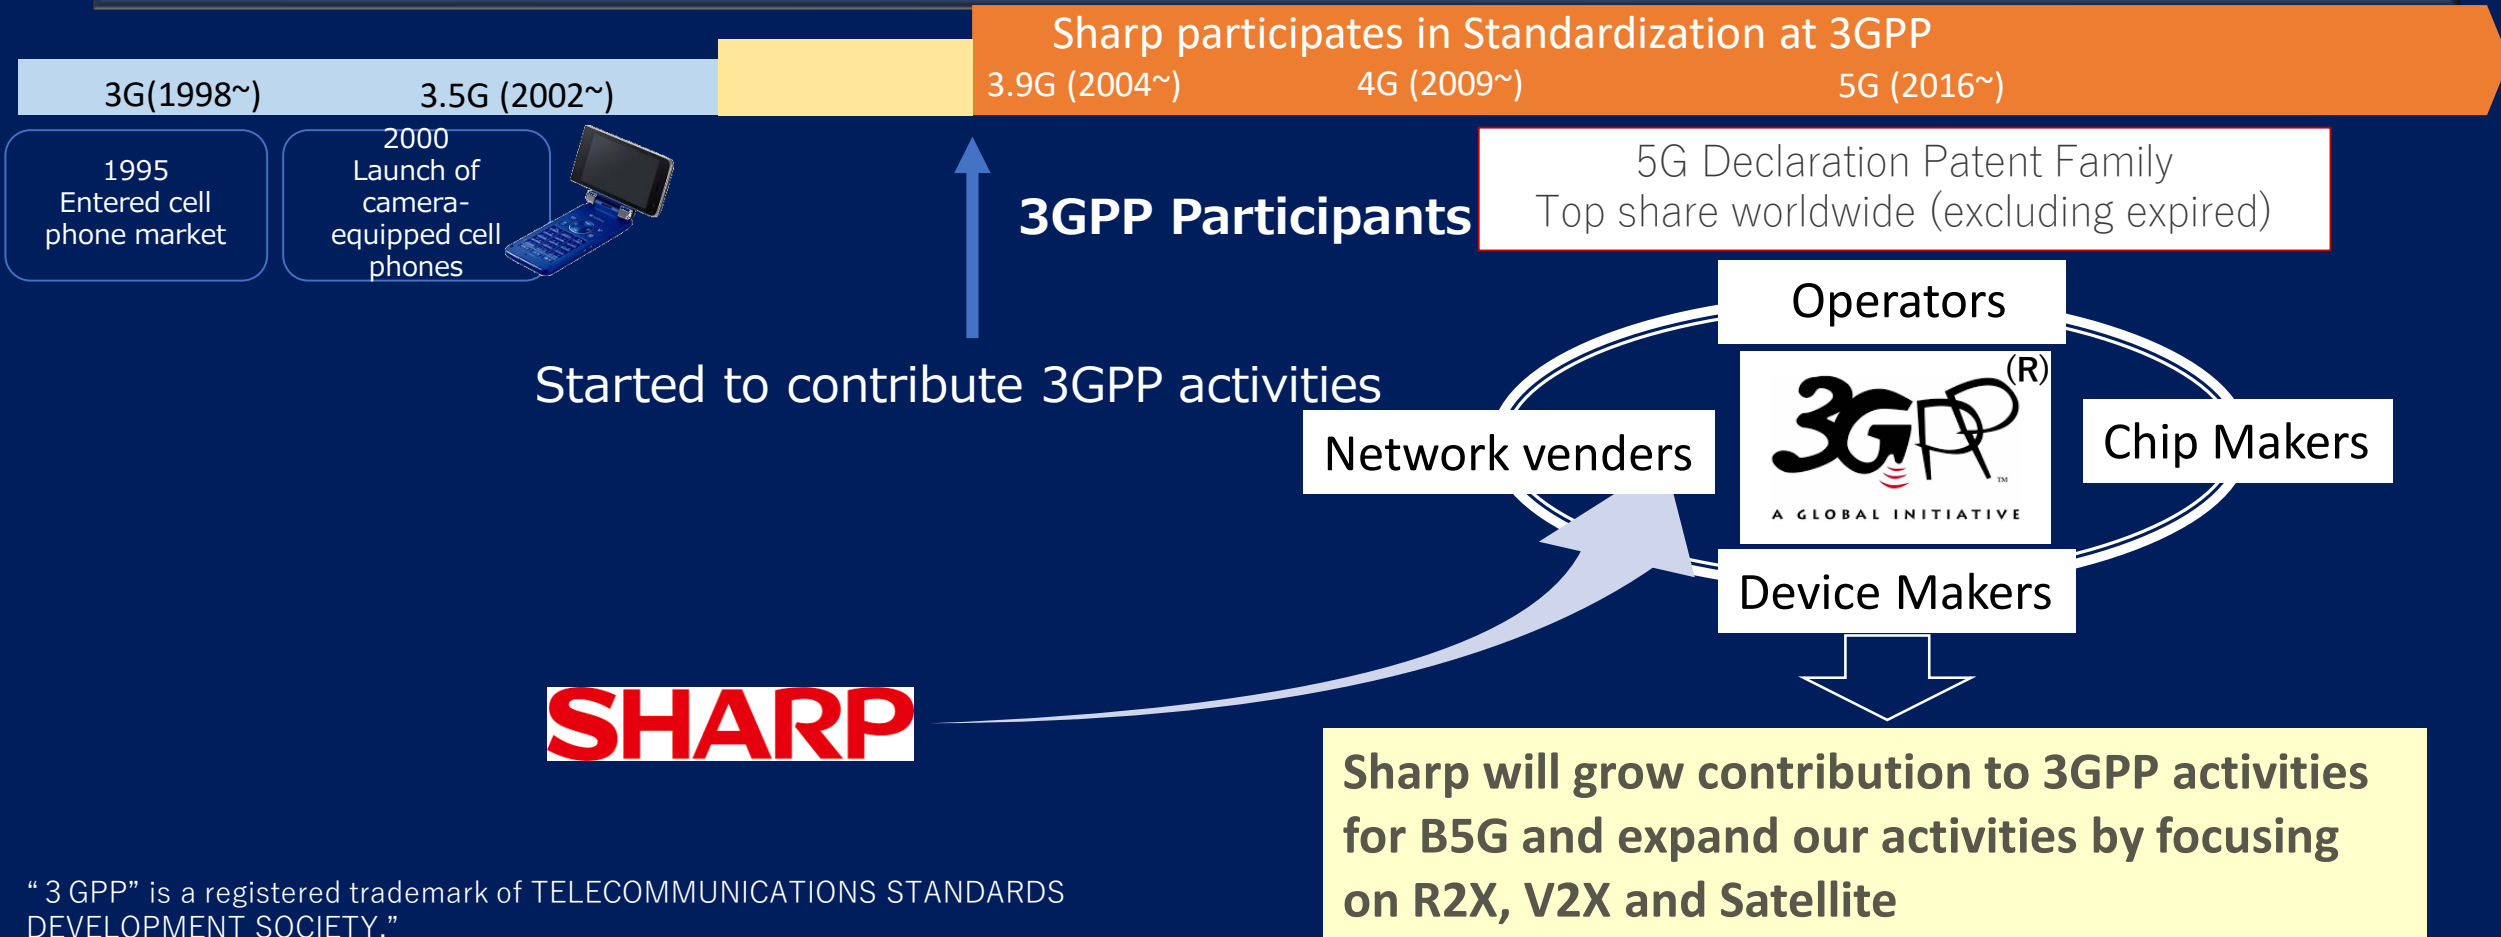 Sharp participates in Standardization at 3GPP
3G(1998~)
3.5G (2002~)
3.9G (2004~)
4G (2009~)
5G (2016~)
1995
Entered cell
phone market
2000
Launch of
camera-
equipped cell
phones
3GPP Participants
5G Declaration Patent Family
Top share worldwide (excluding expired)
Started to contribute 3GPP activities
Operators
Network venders
3GPP
(R)
TM
A GLOBAL INITIATIVE
Chip Makers
Device Makers
SHARP
Sharp will grow contribution to 3GPP activities
for B5G and expand our activities by focusing
on R2X, V2X and Satellite
“ 3 GPP” is a registered trademark of TELECOMMUNICATIONS STANDARDS
DEVELOPMENT SOCIETY.”